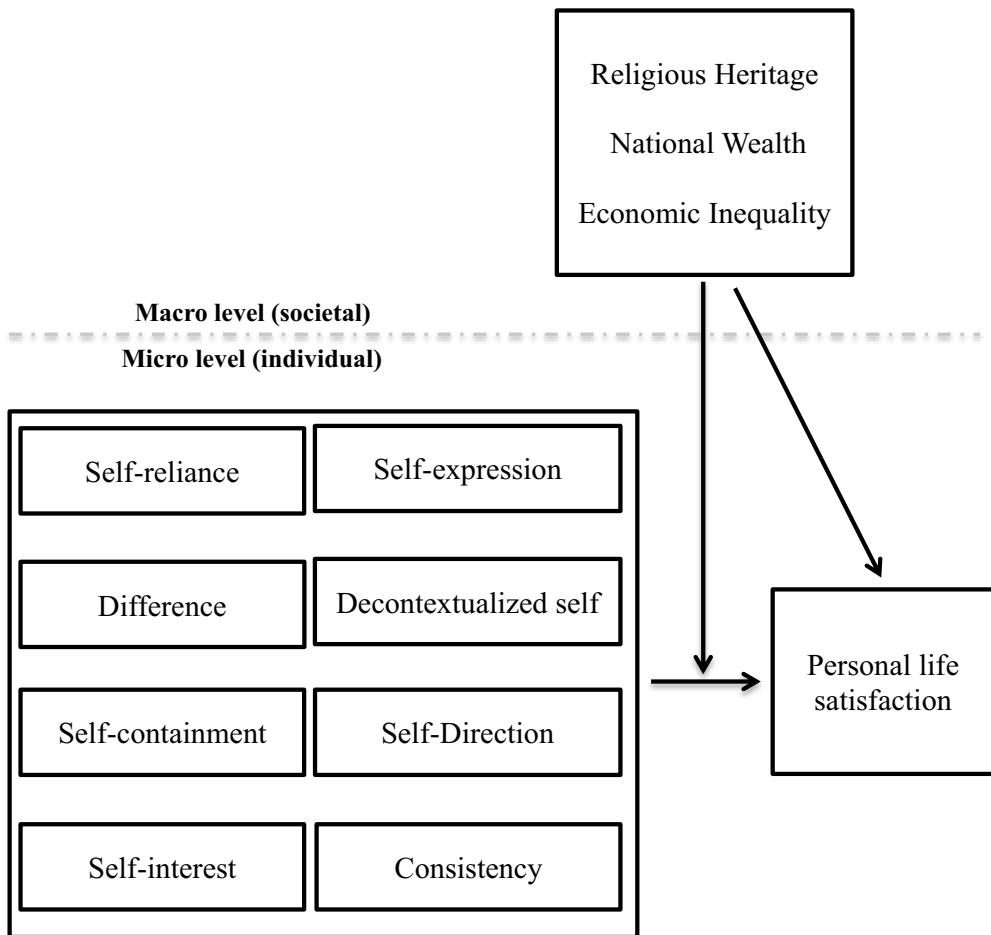 Religious Heritage
National Wealth
Economic Inequality
Macro level (societal)
Micro level (individual)
Self-reliance
Self-expression
Difference
Decontextualized self
Self-containment
Self-Direction
Self-interest
Consistency
Personal life
satisfaction